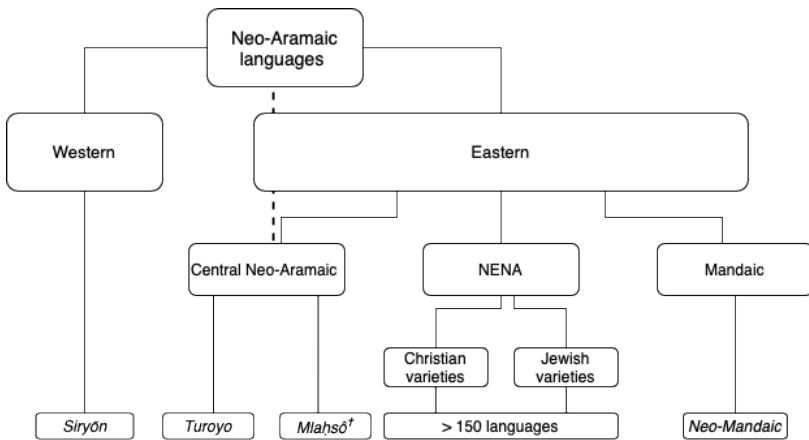 Neo-Aramaic
languages
Western
Eastern
Central Neo-Aramaic
NENA
Mandaic
Christian
varieties
Jewish
varieties
Siryōn
Turoyo
Mlaḥsô†
> 150 languages
Neo-Mandaic